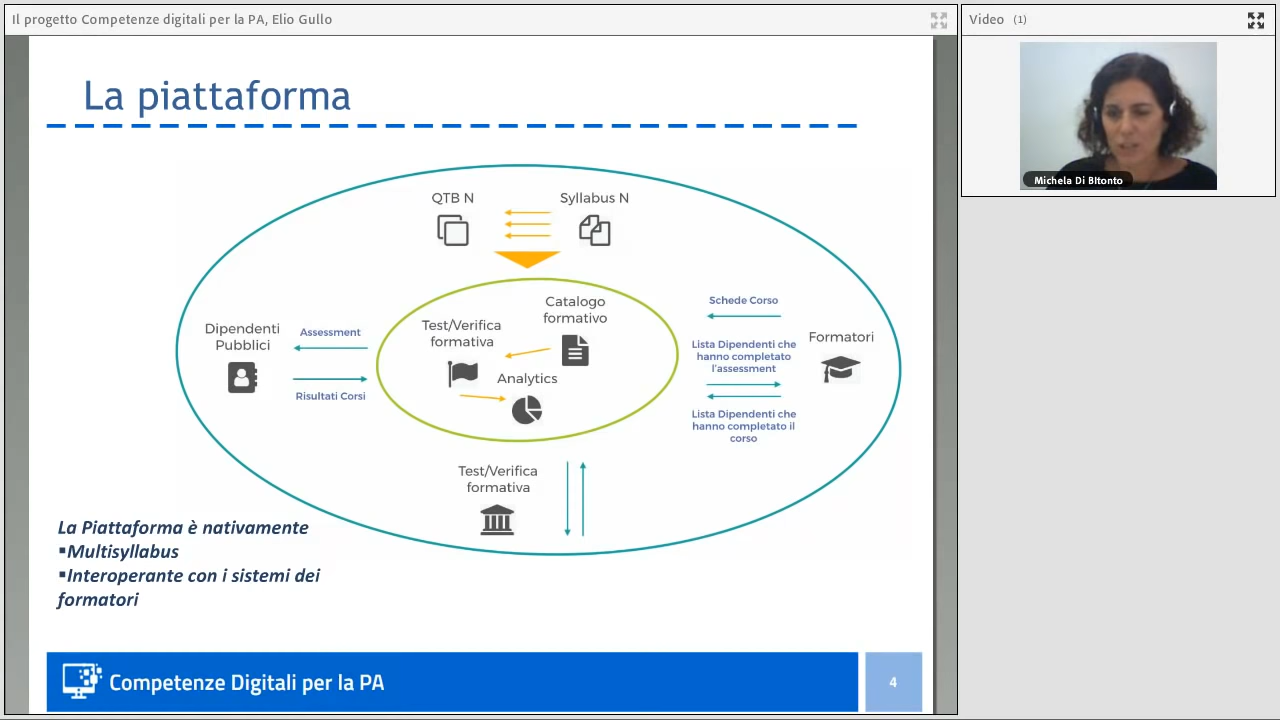 Il progetto Competenze digitali per la PA, Elio Gullo
Video (1)
Michela Di BItonto
La piattaforma
QTB N
Syllabus N
Catalogo
formativo
Test/Verifica
formativa
Analytics
Dipendenti
Pubblici
Assessment
Risultati Corsi
Schede Corso
Lista Dipendenti che
hanno completato
l'assessment
Lista Dipendenti che
hanno completato il
corso
Formatori
Test/Verifica
formativa
La Piattaforma è nativamente
▪Multisyllabus
▪Interoperante con i sistemi dei
formatori
Competenze Digitali per la PA
4